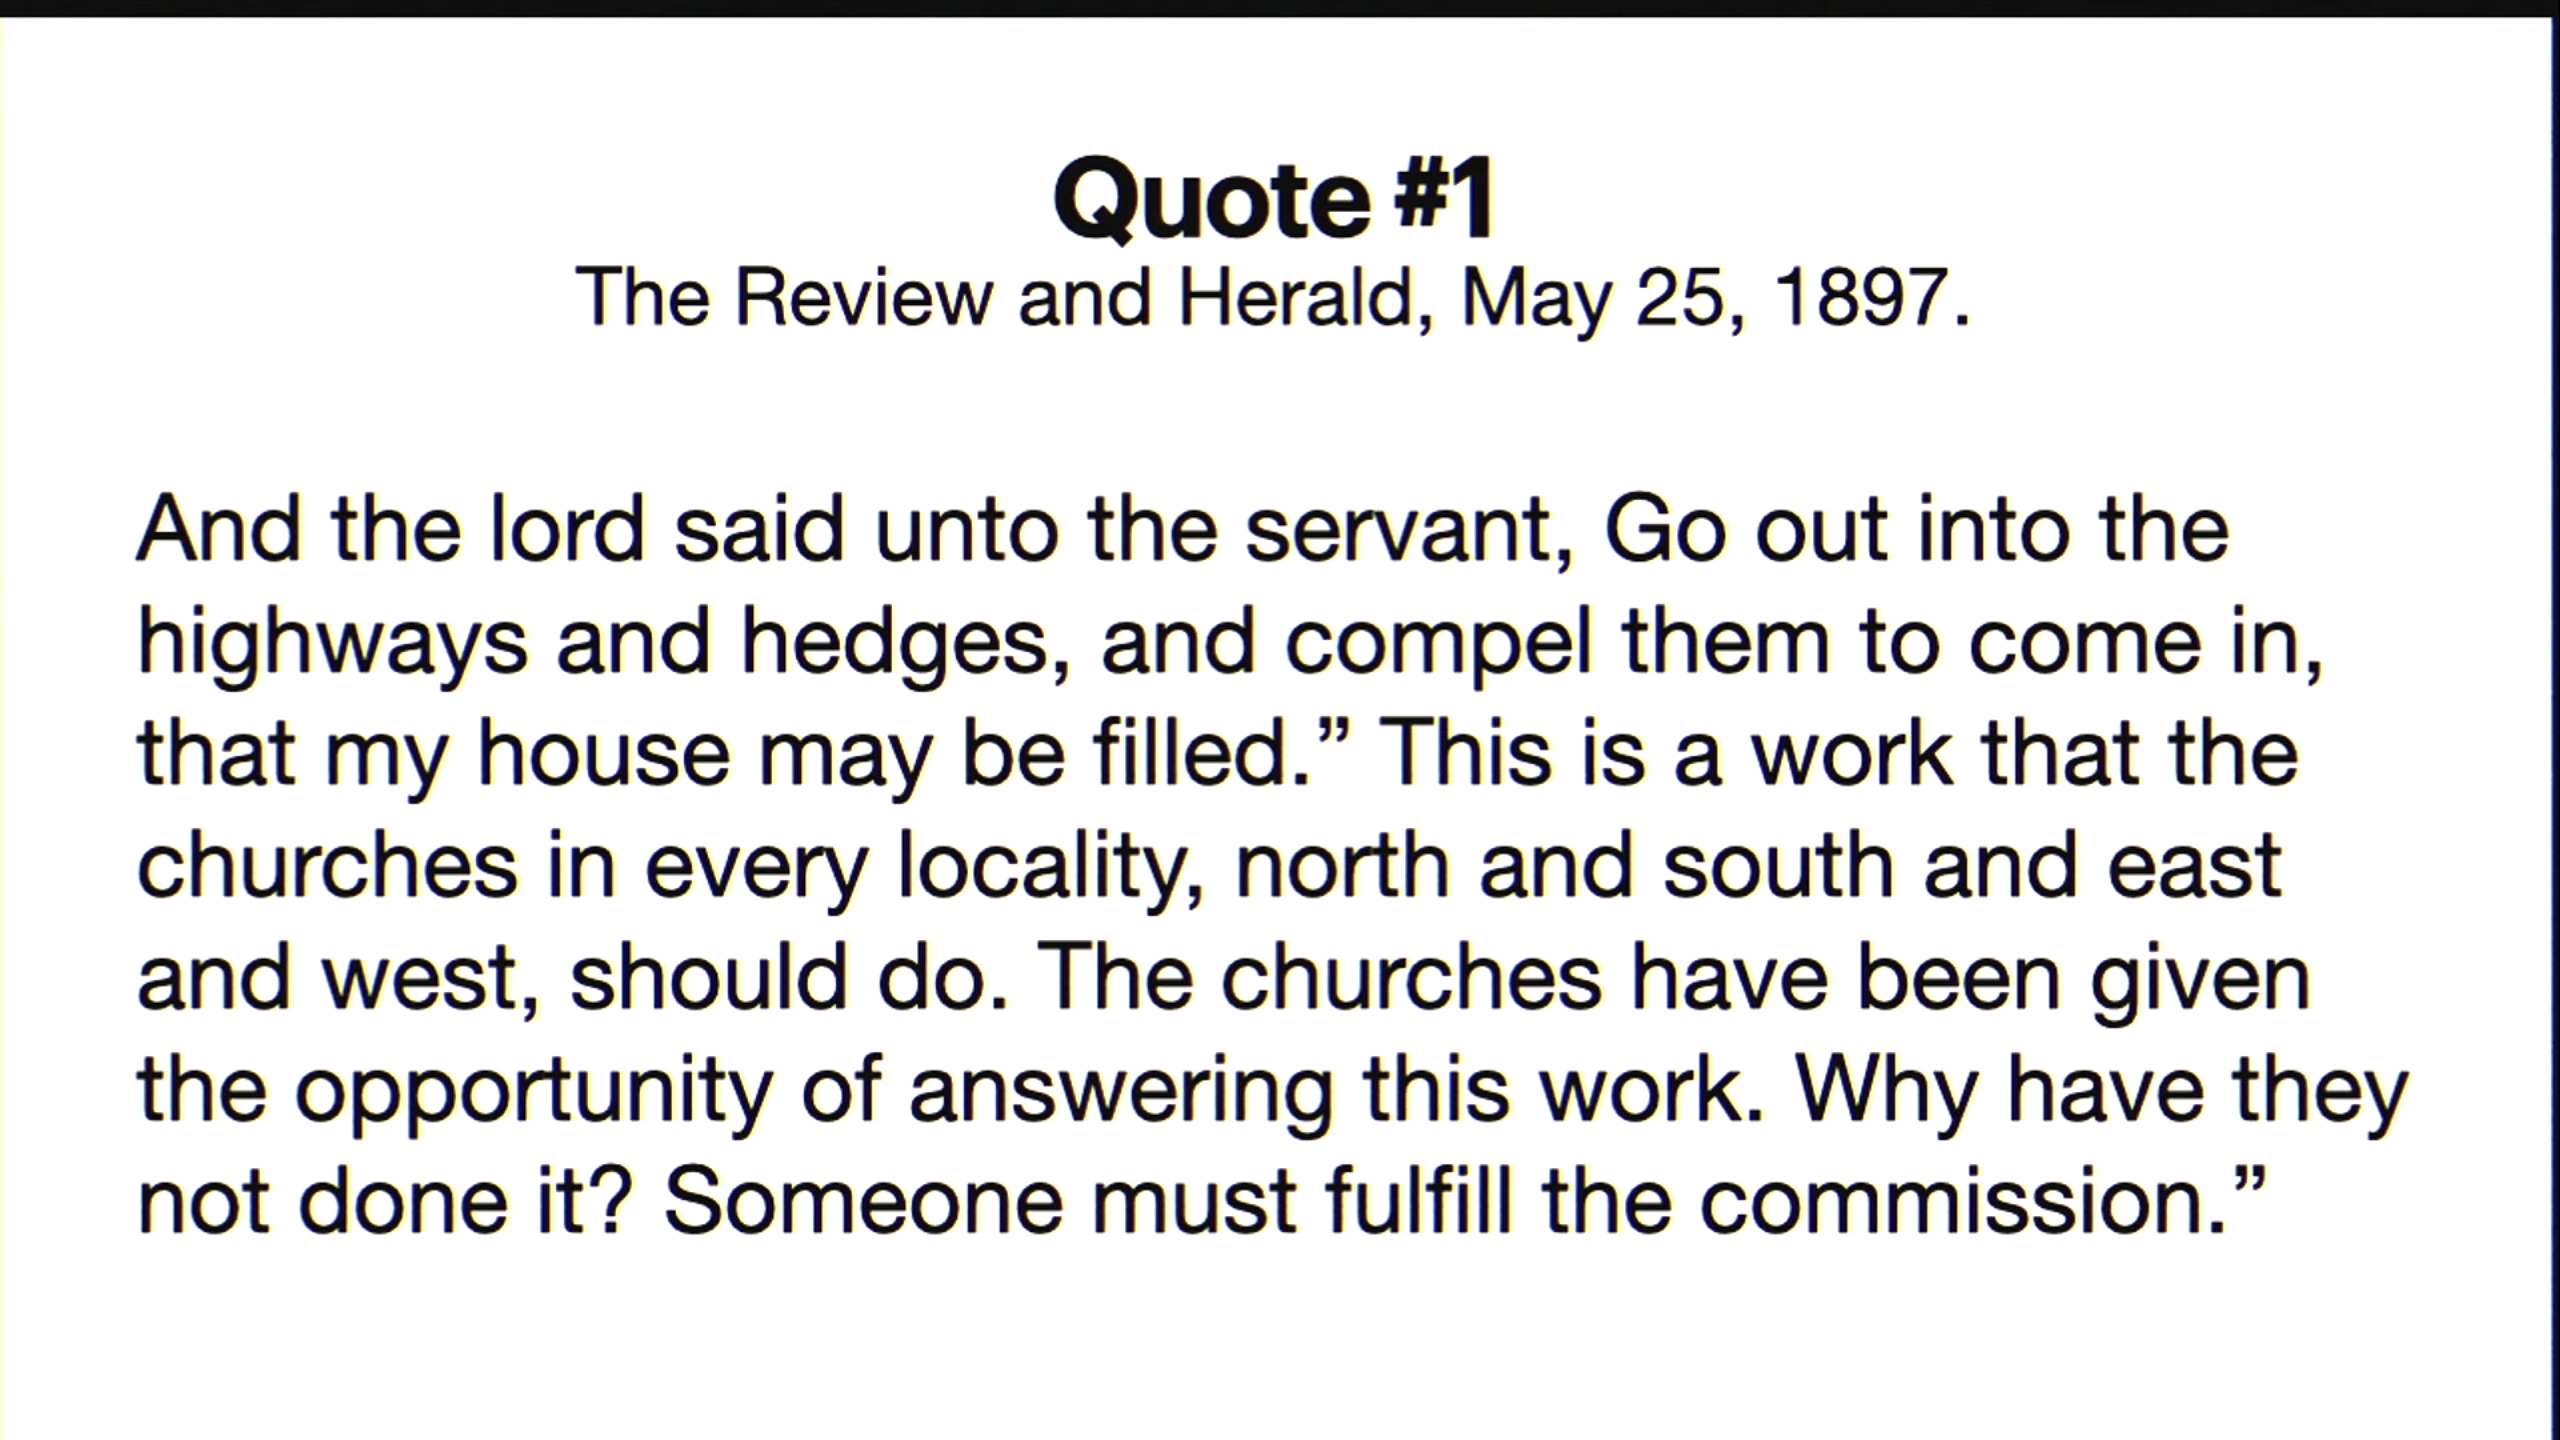 Quote #1
The Review and Herald, May 25, 1897.
And the lord said unto the servant, Go out into the
highways and hedges, and compel them to come in,
that my house may be filled.” This is a work that the
churches in every locality, north and south and east
and west, should do. The churches have been given
the opportunity of answering this work. Why have they
not done it? Someone must fulfill the commission.”